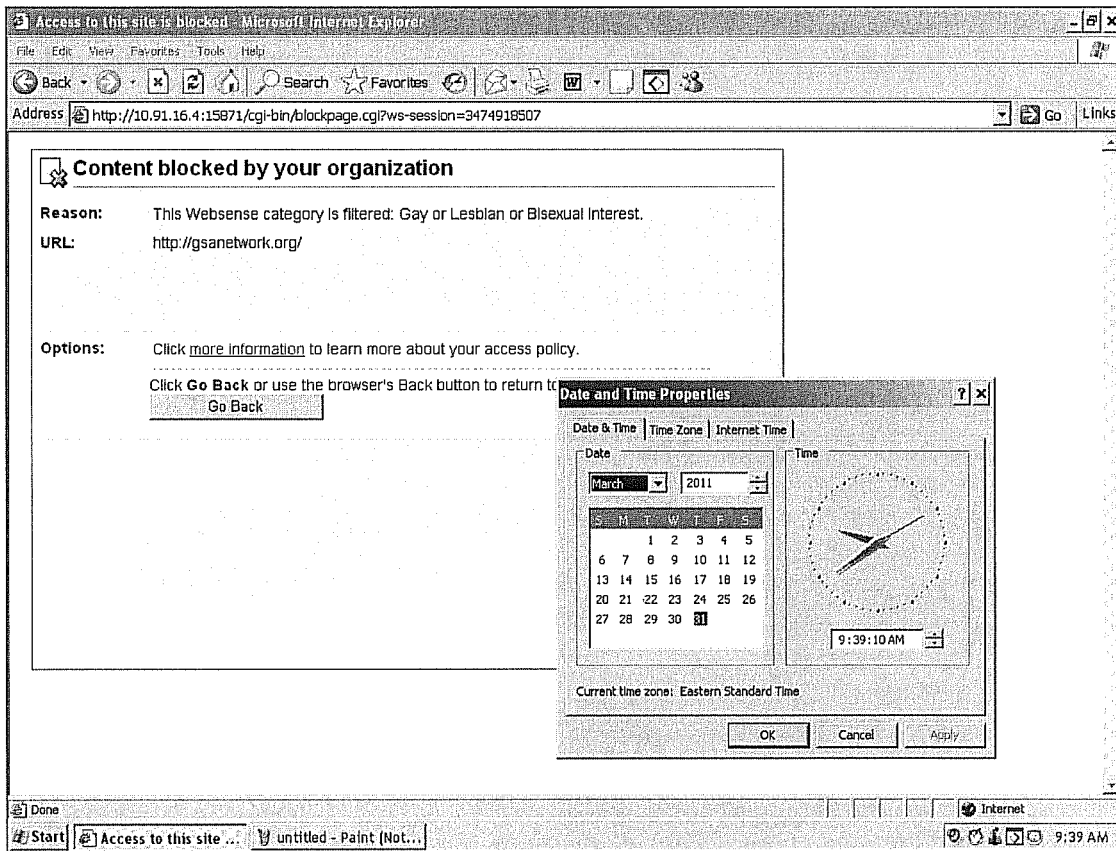 Access to this site is blocked - Microsoft Internet Explorer
File Edit View Favorites Tools Help
Back Search Favorites
Address http://10.91.16.4:15871/cgi-bin/blockpage.cgi?ws-session=3474918507 Go Links
Content blocked by your organization
Reason: This Websense category is filtered: Gay or Lesbian or Bisexual Interest.
URL: http://gsanetwork.org/
Options: Click more information to learn more about your access policy.
Click Go Back or use the browser's Back button to return to
Go Back
Date and Time Properties
Date & Time Time Zone Internet Time
Date Time
March 2011
S M T W T F S
1 2 3 4 5
6 7 8 9 10 11 12
13 14 15 16 17 18 19
20 21 22 23 24 25 26
27 28 29 30 31
9:39:10 AM
Current time zone: Eastern Standard Time
OK Cancel Apply
Done Internet
Start Access to this site ... untitled - Paint (Not... 9:39 AM